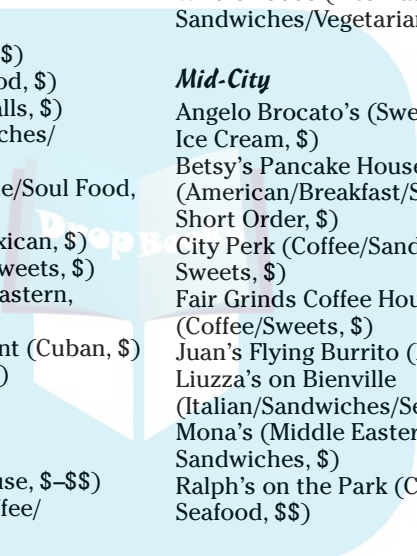 $)
od, $)
alls, $)
ches/
e/Soul Food,
xican, $)
weets, $)
astern,
nt (Cuban, $)
)
use, $–$$)
fee/
Sandwiches/Vegetarian
Mid-City
Angelo Brocato’s (Swe
Ice Cream, $)
Betsy’s Pancake House
(American/Breakfast/S
Short Order, $)
City Perk (Coffee/Sand
Sweets, $)
Fair Grinds Coffee Hou
(Coffee/Sweets, $)
Juan’s Flying Burrito (
Liuzza’s on Bienville
(Italian/Sandwiches/Se
Mona’s (Middle Easter
Sandwiches, $)
Ralph’s on the Park (C
Seafood, $$)